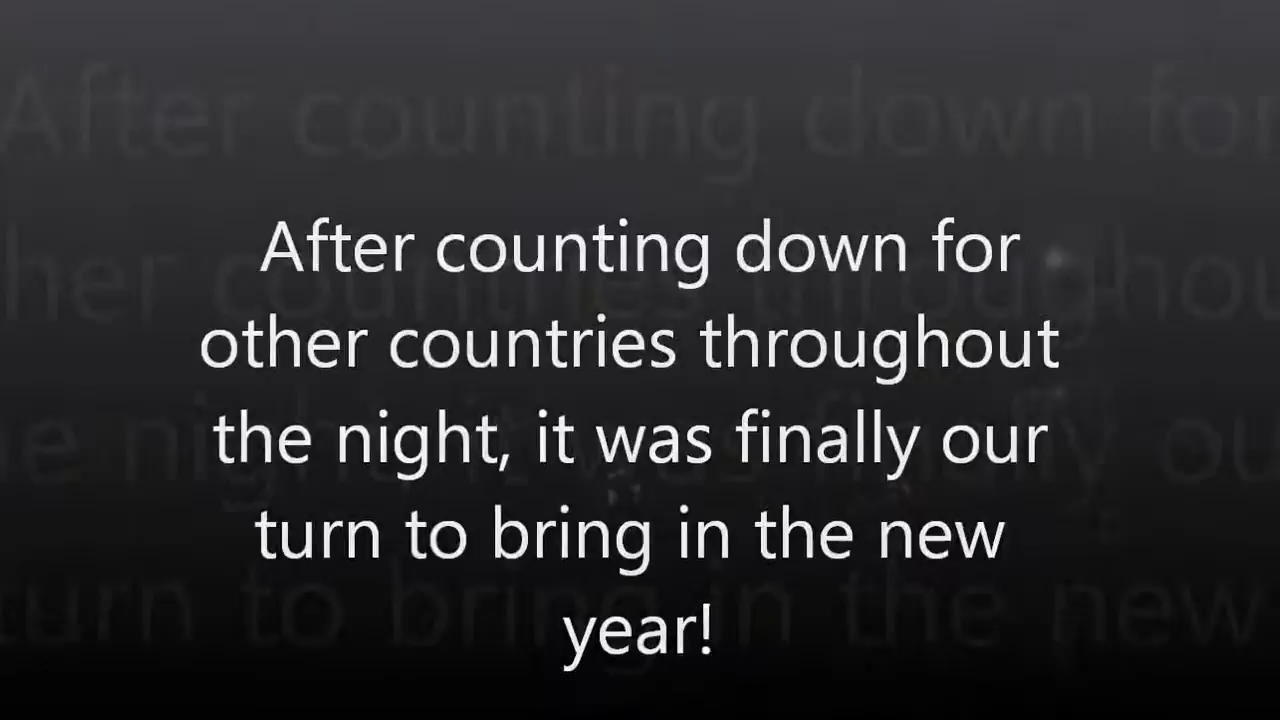 After counting down for
other countries throughout
the night, it was finally our
turn to bring in the new
year!